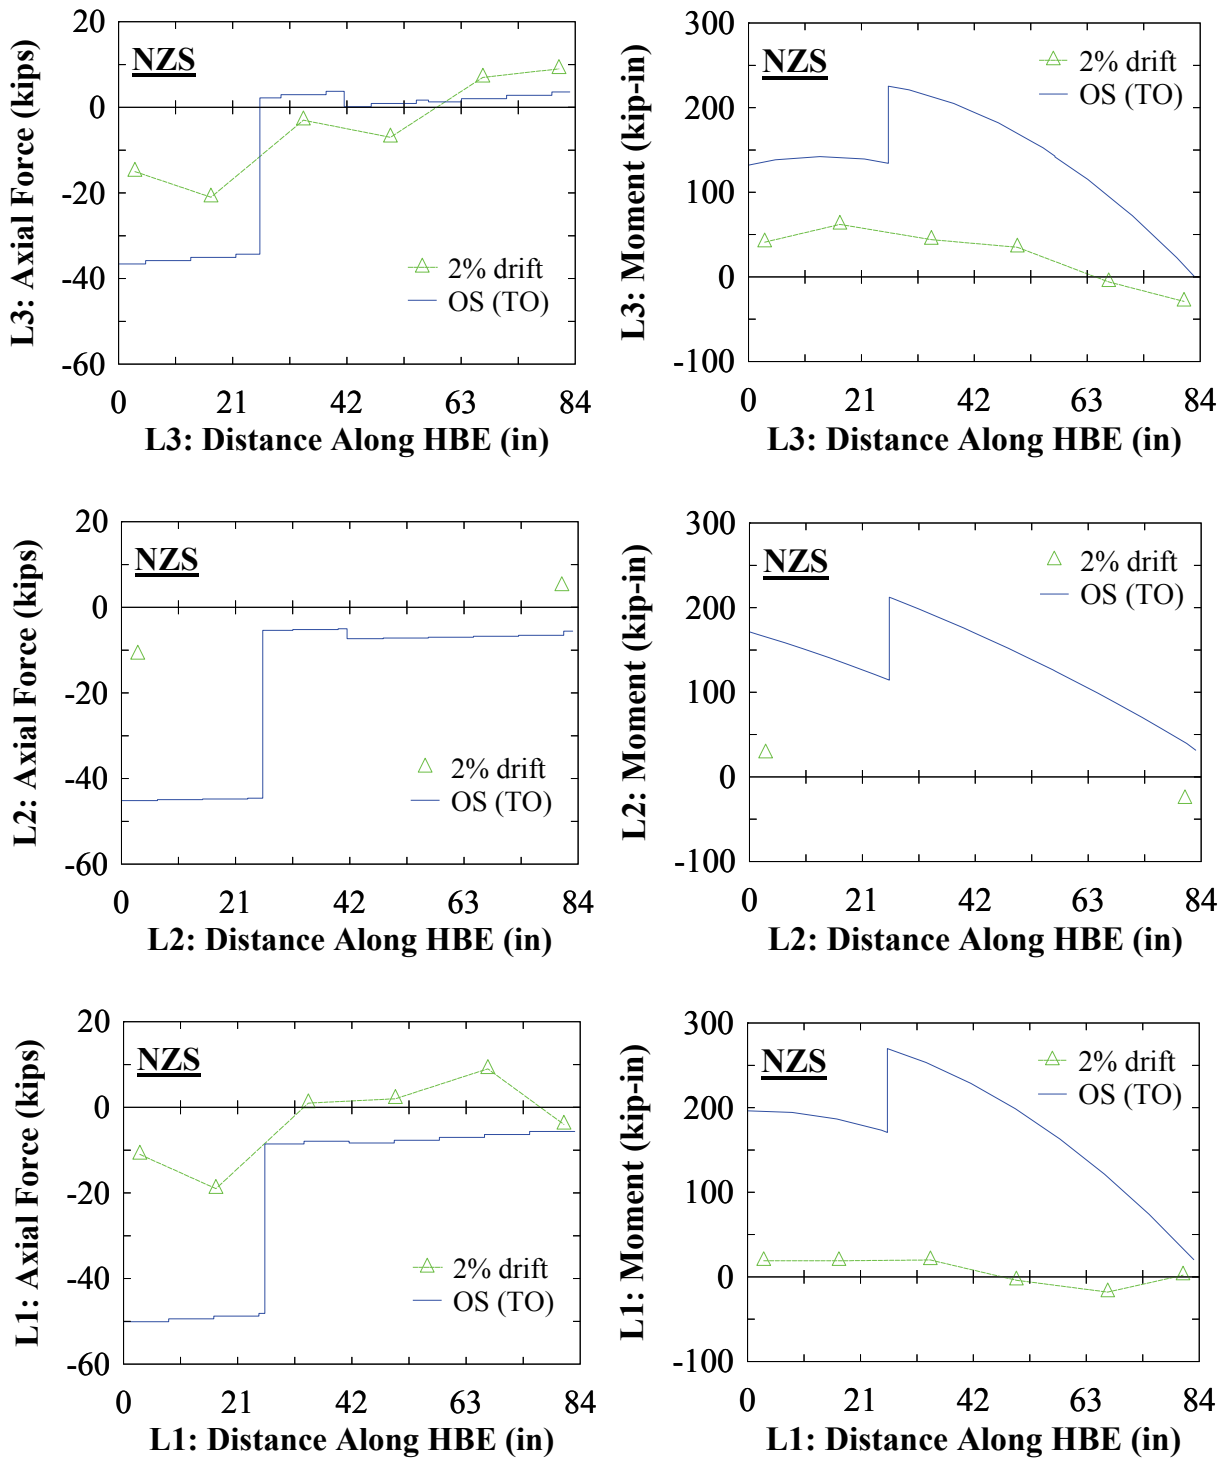 L3: Axial Force (kips)
20
0
-20
-40
-60
NZS
2% drift
OS (TO)
0 21 42 63 84
L3: Distance Along HBE (in)
L3: Moment (kip-in)
300
200
100
0
-100
NZS
2% drift
OS (TO)
0 21 42 63 84
L3: Distance Along HBE (in)
L2: Axial Force (kips)
20
0
-20
-40
-60
NZS
2% drift
OS (TO)
0 21 42 63 84
L2: Distance Along HBE (in)
L2: Moment (kip-in)
300
200
100
0
-100
NZS
2% drift
OS (TO)
0 21 42 63 84
L2: Distance Along HBE (in)
L1: Axial Force (kips)
20
0
-20
-40
-60
NZS
2% drift
OS (TO)
0 21 42 63 84
L1: Distance Along HBE (in)
L1: Moment (kip-in)
300
200
100
0
-100
NZS
2% drift
OS (TO)
0 21 42 63 84
L1: Distance Along HBE (in)